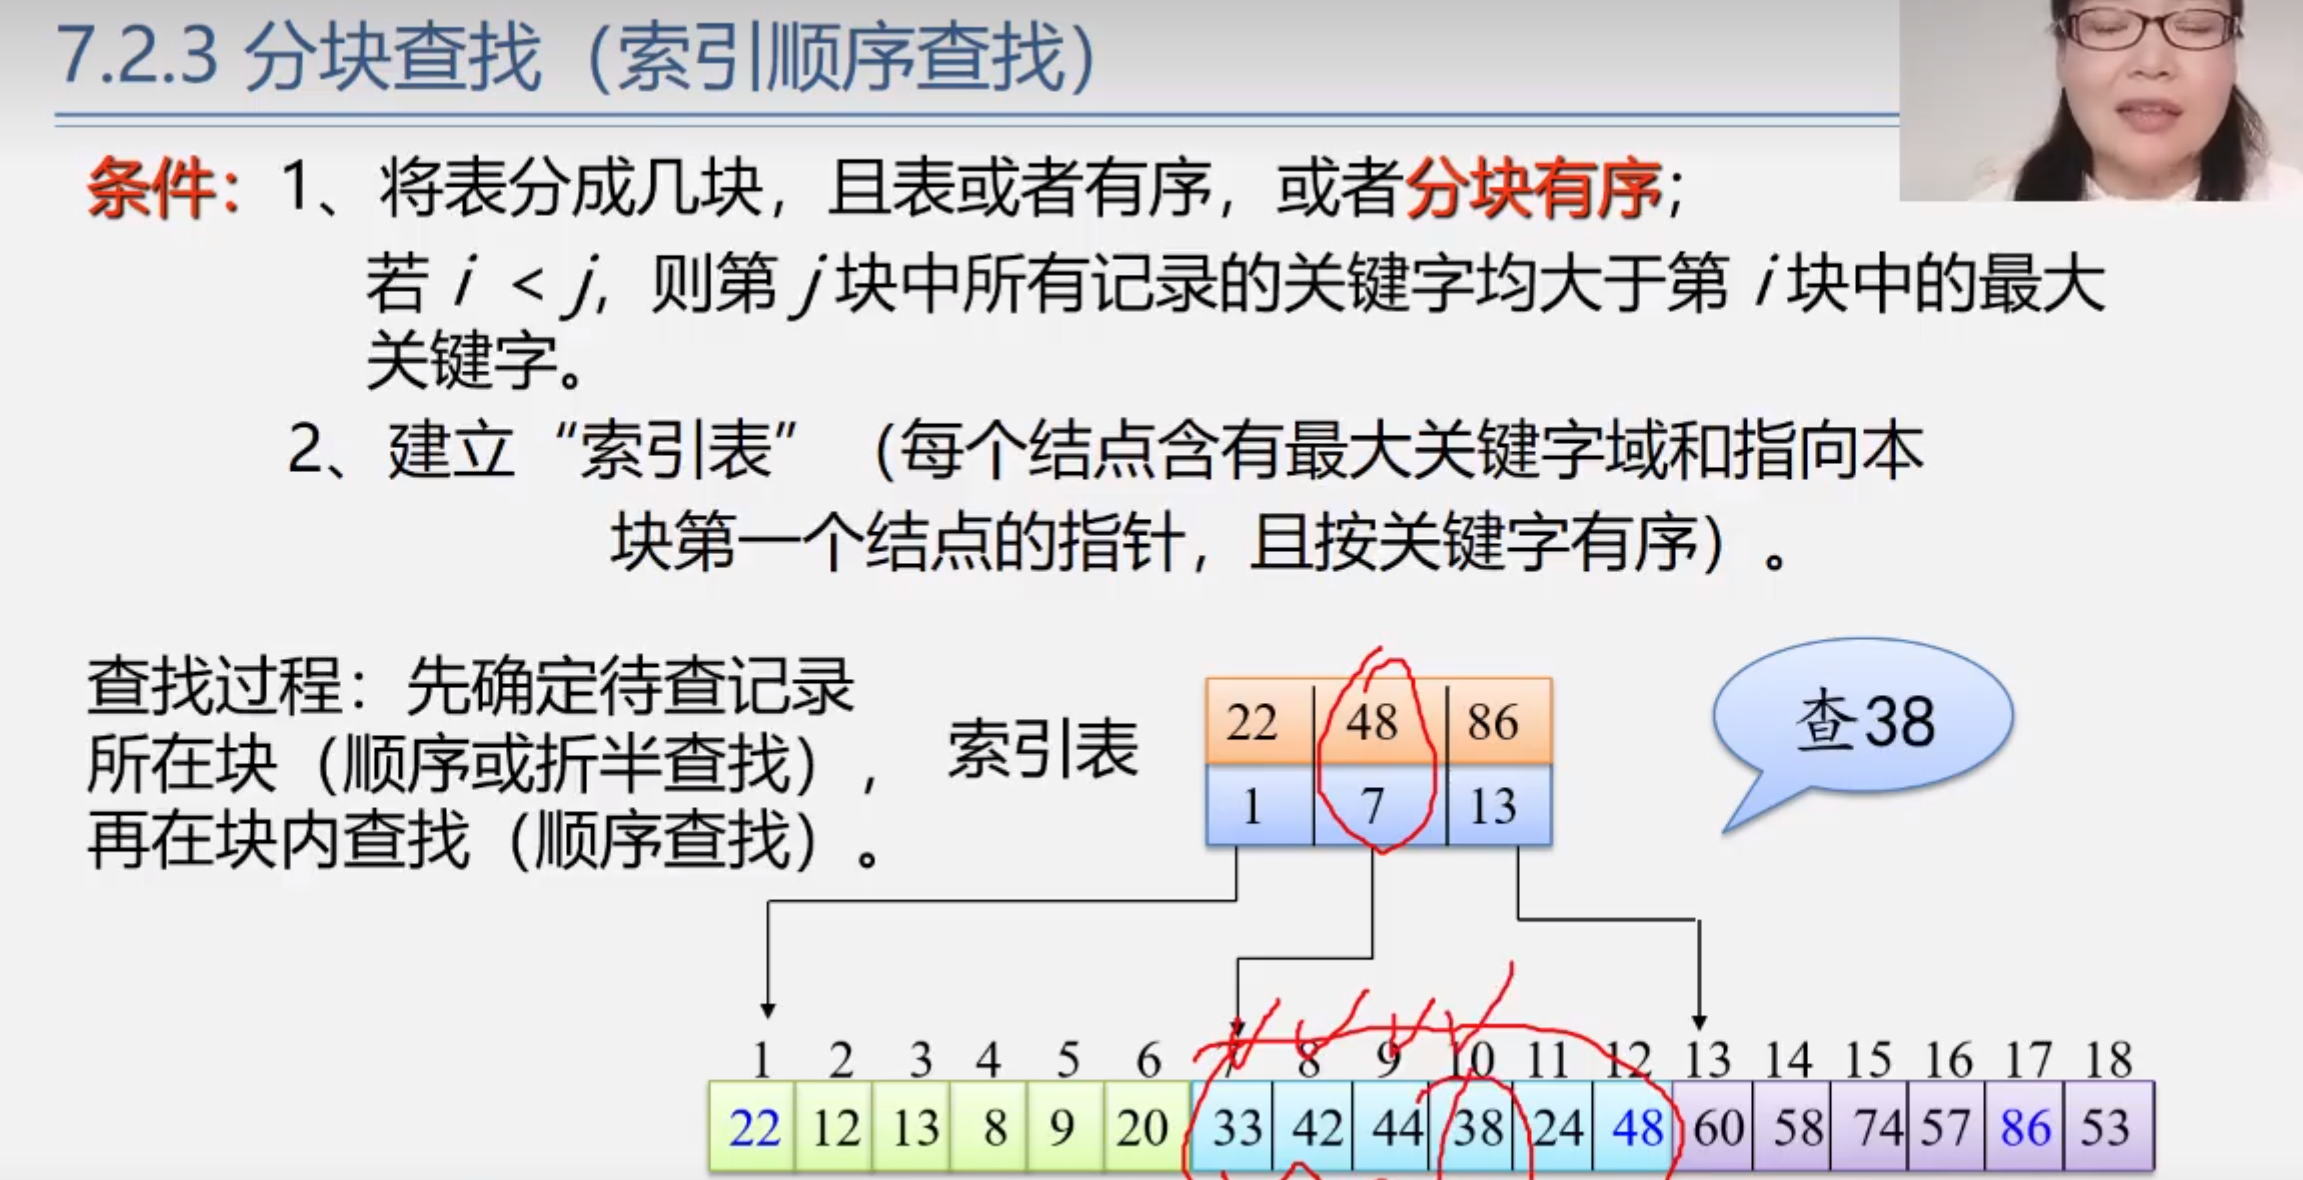 7.2.3 分块查找（索引顺序查找）
条件：1、将表分成几块，且表或者有序，或者分块有序；
若 i < j, 则第 j 块中所有记录的关键字均大于第 i 块中的最大
关键字。
2、建立“索引表”（每个结点含有最大关键字域和指向本
块第一个结点的指针，且按关键字有序）。
查找过程：先确定待查记录
所在块（顺序或折半查找），
再在块内查找（顺序查找）。
索引表
22 48 86
1 7 13
查38
1 2 3 4 5 6 7 8 9 10 11 12 13 14 15 16 17 18
22 12 13 8 9 20 33 42 44 38 24 48 60 58 74 57 86 53